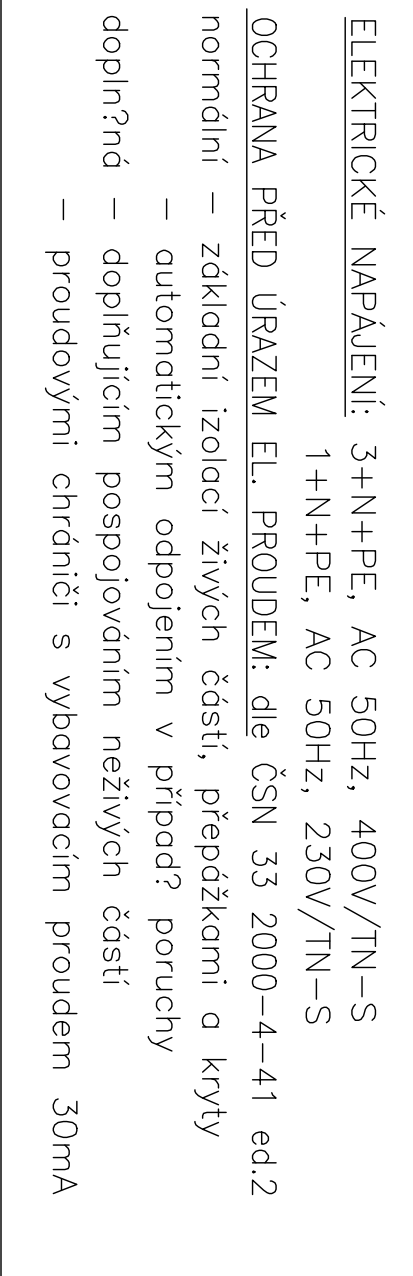 ELEKTRICKÉ NAPÁJENÍ: 3+N+PE, AC 50Hz, 400V/TN-S
1+N+PE, AC 50Hz, 230V/TN-S
OCHRANA PŘED ÚRAZEM EL. PROUDEM: dle ČSN 33 2000-4-41 ed.2
normální - základní izolací živých částí, přepážkami a kryty
- automatickým odpojením v případ? poruchy
dopln?ná - doplňujícím pospojováním neživých částí
- proudovými chrániči s vybavovacím proudem 30mA